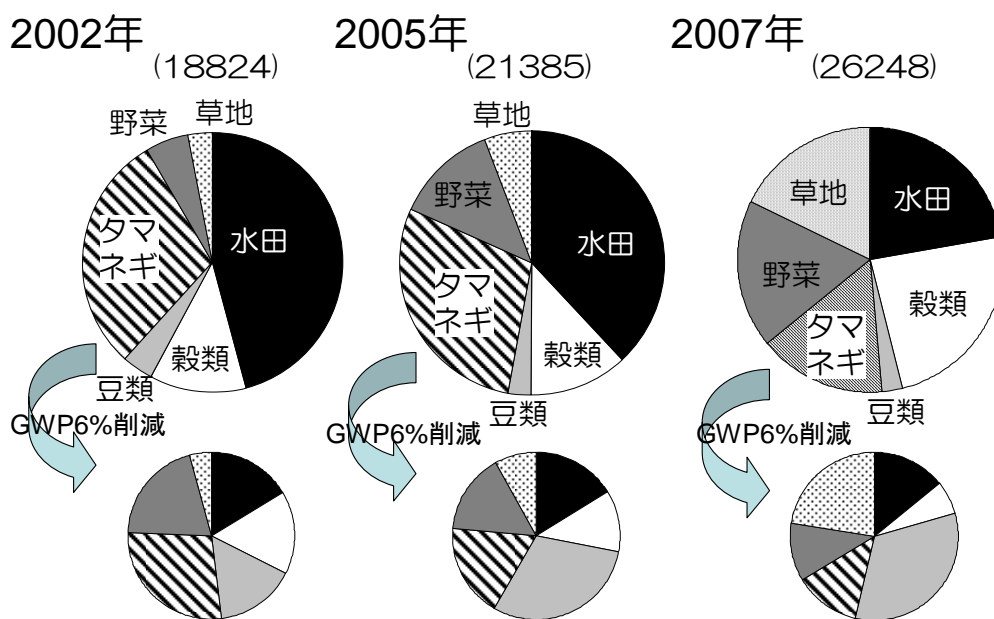 2002年
(18824)
野菜
草地
水田
タマ
ネギ
穀類
豆類
GWP6%削減
2005年
(21385)
草地
野菜
水田
タマ
ネギ
穀類
豆類
GWP6%削減
2007年
(26248)
草地
水田
野菜
穀類
タマ
ネギ
豆類
GWP6%削減